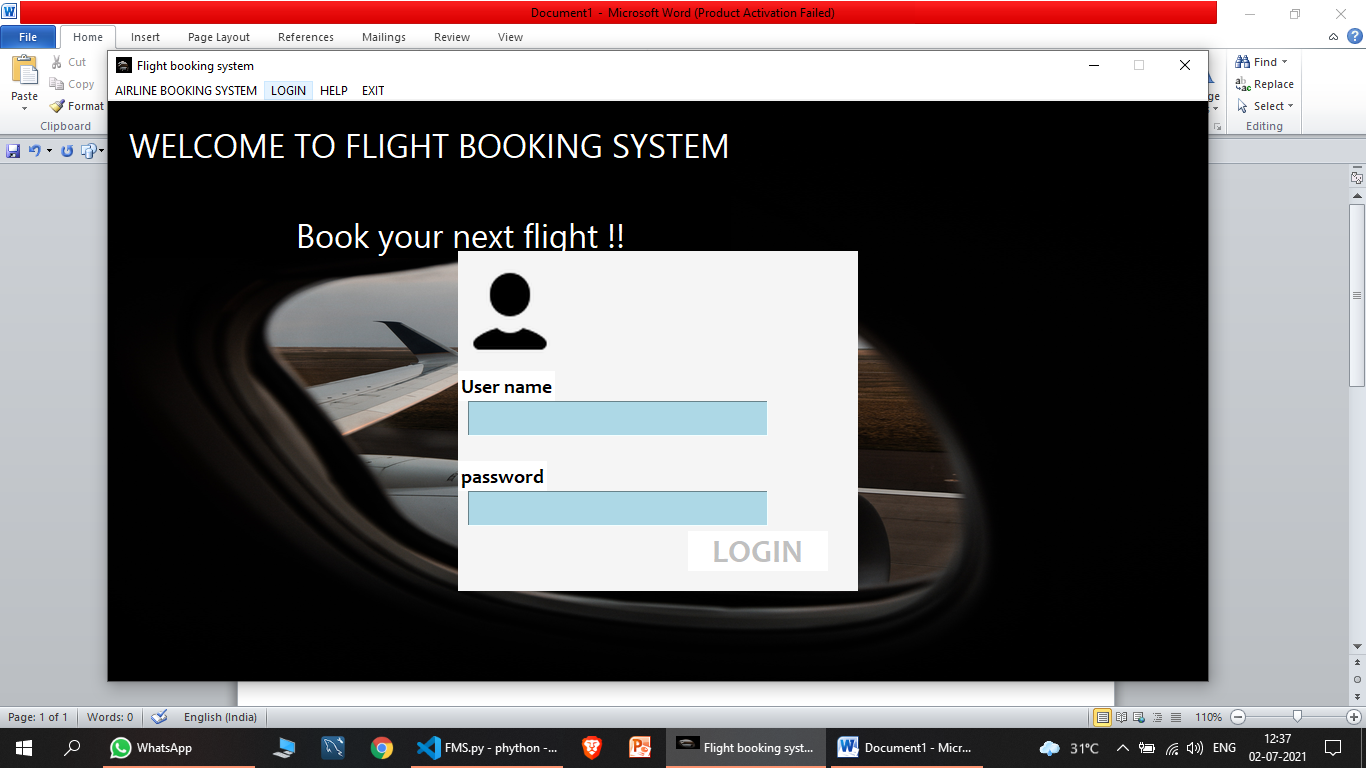 Document1 - Microsoft Word (Product Activation Failed)
File Home Insert Page Layout References Mailings Review View
Paste
Cut
Copy
Format
Clipboard
Find
Replace
Select
Editing
ge
Flight booking system
AIRLINE BOOKING SYSTEM LOGIN HELP EXIT
WELCOME TO FLIGHT BOOKING SYSTEM
Book your next flight !!
User name
password
LOGIN
Page: 1 of 1 Words: 0 English (India) 110%
WhatsApp FMS.py - phython -... Flight booking syst... Document1 - Micr... 31°C ENG
12:37
02-07-2021